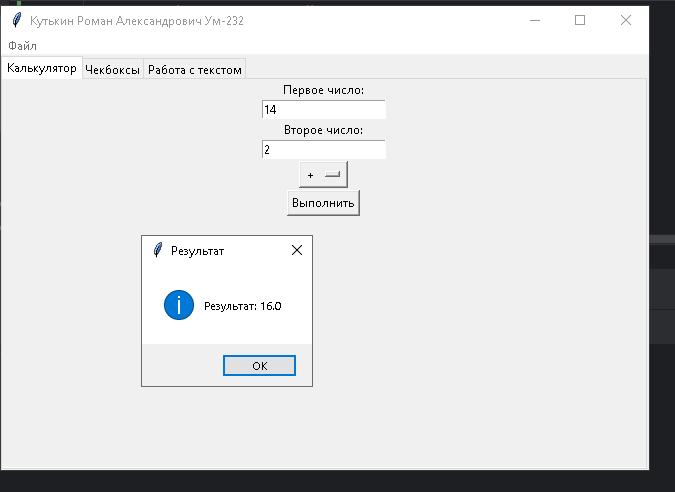 Кутькин Роман Александрович Ум-232
Файл
Калькулятор Чекбоксы Работа с текстом
Первое число:
14
Второе число:
2
+
Выполнить
Результат
Результат: 16.0
OK